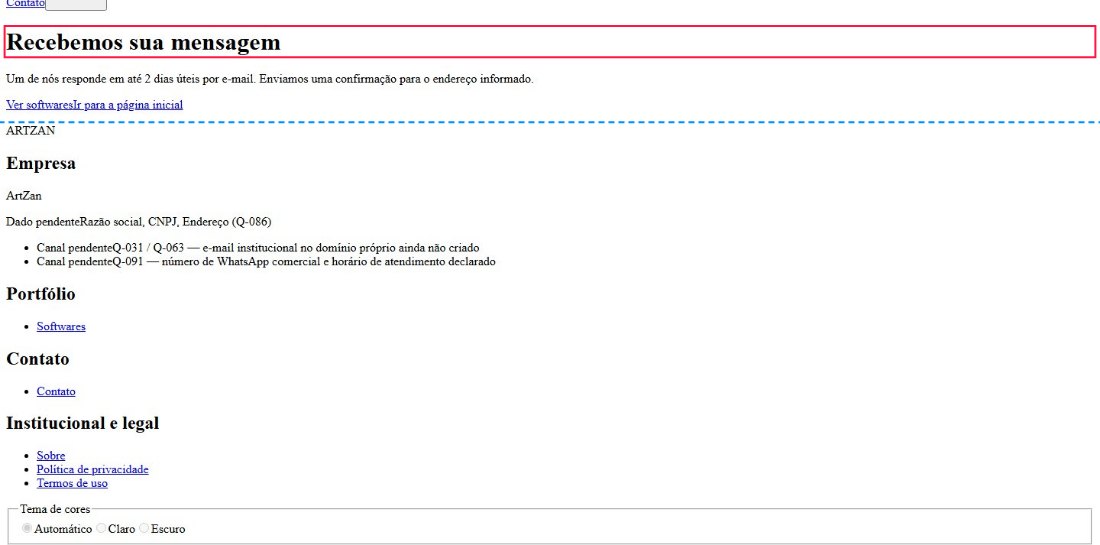 Contato
Recebemos sua mensagem
Um de nós responde em até 2 dias úteis por e-mail. Enviamos uma confirmação para o endereço informado.
Ver softwaresIr para a página inicial
ARTZAN
Empresa
ArtZan
Dado pendenteRazão social, CNPJ, Endereço (Q-086)
Canal pendenteQ-031 / Q-063 — e-mail institucional no domínio próprio ainda não criado
Canal pendenteQ-091 — número de WhatsApp comercial e horário de atendimento declarado
Portfólio
Softwares
Contato
Contato
Institucional e legal
Sobre
Política de privacidade
Termos de uso
Tema de cores
Automático Claro Escuro